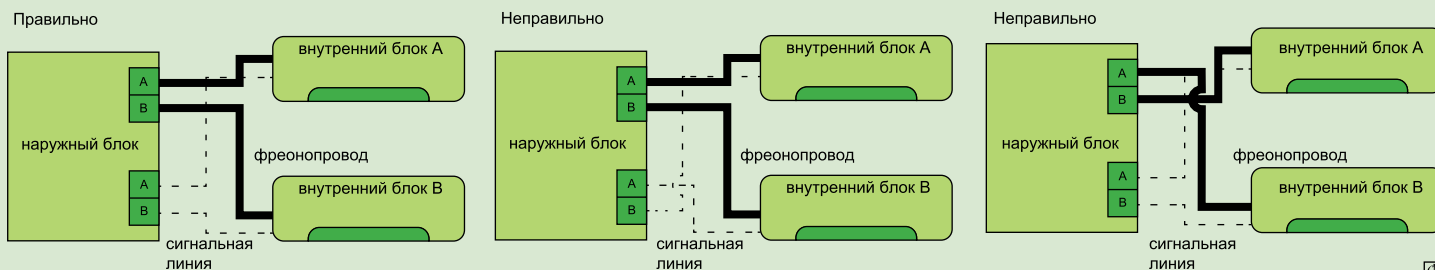 Правильно
внутренний блок A
A
B
наружный блок
фреонопровод
A
B
внутренний блок B
сигнальная
линия
Неправильно
внутренний блок A
A
B
наружный блок
фреонопровод
A
B
внутренний блок B
сигнальная
линия
Неправильно
внутренний блок A
A
B
наружный блок
фреонопровод
A
B
внутренний блок B
сигнальная
линия